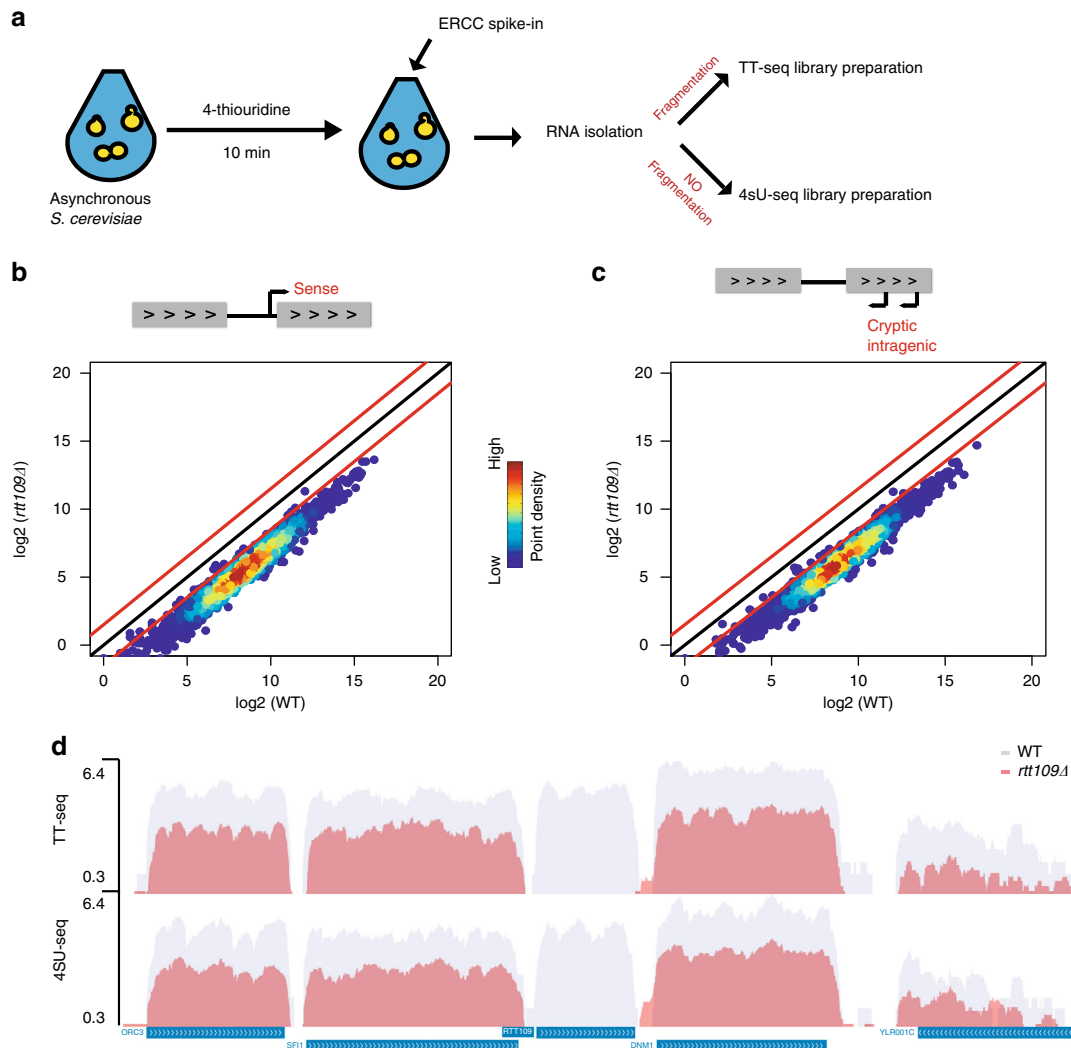 a
ERCC spike-in
4-thiouridine
10 min
Asynchronous
S. cerevisiae
RNA isolation
Fragmentation
TT-seq library preparation
NO
Fragmentation
4sU-seq library preparation
b
Sense
> > > >
> > > >
20
15
10
5
0
log2 (rtt109Δ)
0
5
10
15
20
log2 (WT)
High
Low
Point density
c
> > > >
> > > >
Cryptic
intragenic
20
15
10
5
0
log2 (rtt109Δ)
0
5
10
15
20
log2 (WT)
d
WT
rtt109Δ
6.4
TT-seq
0.3
6.4
4SU-seq
0.3
ORC3
SFI1
RTT109
DNM1
YLR001C